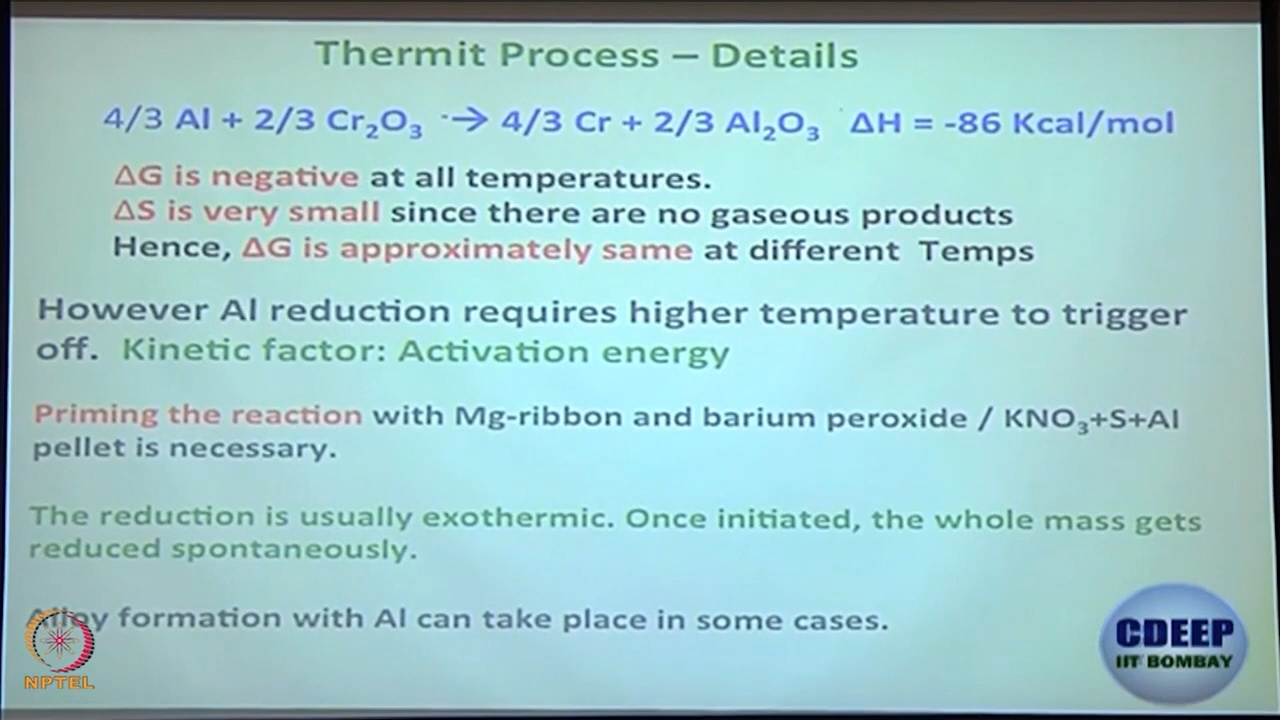 Thermit Process – Details
4/3 Al + 2/3 Cr₂O₃ → 4/3 Cr + 2/3 Al₂O₃ ΔH = -86 Kcal/mol
ΔG is negative at all temperatures.
ΔS is very small since there are no gaseous products
Hence, ΔG is approximately same at different Temps
However Al reduction requires higher temperature to trigger
off. Kinetic factor: Activation energy
Priming the reaction with Mg-ribbon and barium peroxide / KNO₃+S+Al
pellet is necessary.
The reduction is usually exothermic. Once initiated, the whole mass gets
reduced spontaneously.
Alloy formation with Al can take place in some cases.
NPTEL
CDEEP
IIT BOMBAY